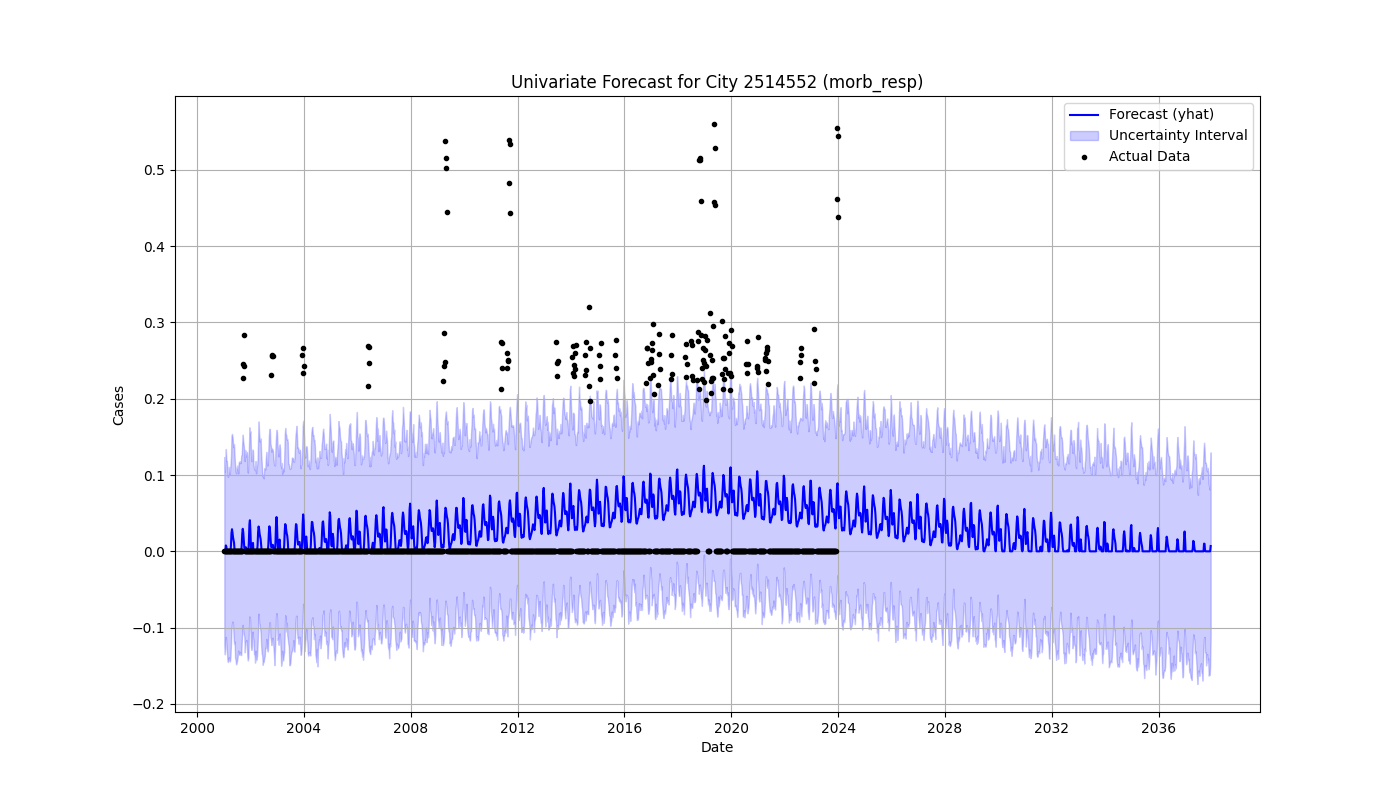 Univariate Forecast for City 2514552 (morb_resp)
Forecast (yhat)
Uncertainty Interval
Actual Data
Cases
0.5
0.4
0.3
0.2
0.1
0.0
−0.1
−0.2
2000 2004 2008 2012 2016 2020 2024 2028 2032 2036
Date